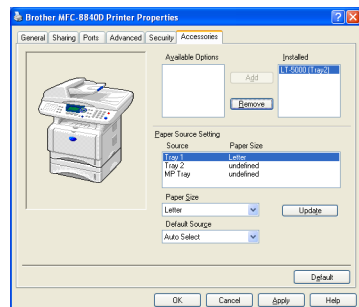 Brother MFC-8840D Printer Properties
General Sharing Ports Advanced Security Accessories
Available Options Installed
LT-5000 (Tray2)
Add
Remove
Paper Source Setting
Source Paper Size
Tray 1 Letter
Tray 2 undefined
MP Tray undefined
Paper Size
Letter Update
Default Source
Auto Select
Default
OK Cancel Apply Help